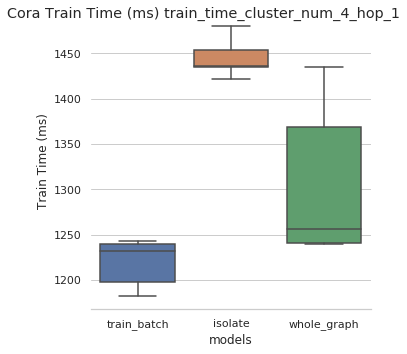 Cora Train Time (ms) train_time_cluster_num_4_hop_1
1450
1400
1350
1300
1250
1200
Train Time (ms)
train_batch isolate whole_graph
models